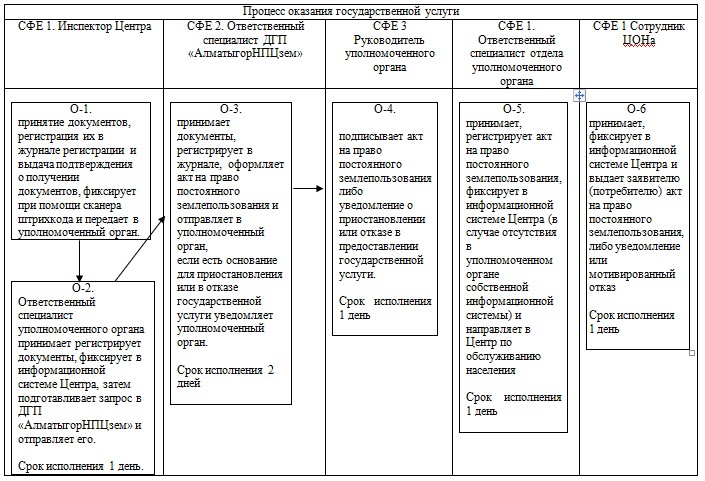 Процесс оказания государственной услуги
СФЕ 1. Инспектор Центра
СФЕ 2. Ответственный
специалист ДГП
«АлматыгорНПЦзем»
СФЕ 3
Руководитель
уполномоченного
органа
СФЕ 1.
Ответственный
специалист отдела
уполномоченного
органа
СФЕ 1 Сотрудник
ЦОНа
О-1.
принятие документов,
регистрация их в
журнале регистрации и
выдача подтверждения
о получении
документов, фиксирует
при помощи сканера
штрихкода и передает в
уполномоченный орган.
О-2.
Ответственный
специалист
уполномоченного органа
принимает регистрирует
документы, фиксирует в
информационной
системе Центра, затем
подготавливает запрос в
ДГП
«АлматыгорНПЦзем» и
отправляет его.
Срок исполнения 1 день.
О-3.
принимает
документы,
регистрирует в
журнале, оформляет
акт на право
постоянного
землепользования и
отправляет в
уполномоченный
орган,
если есть основание
для приостановления
или в отказе
государственной
услуги уведомляет
уполномоченный
орган.
Срок исполнения 2
дней
О-4.
подписывает акт
на право
постоянного
землепользования
либо
уведомление о
приостановлении
или отказе в
предоставлении
государственной
услуги.
Срок исполнения
1 день
О-5.
принимает,
регистрирует акт
на право
постоянного
землепользования,
фиксирует в
информационной
системе Центра (в
случае отсутствия
в
уполномоченном
органе
собственной
информационной
системы) и
направляет в
Центр по
обслуживанию
населения
Срок исполнения
1 день
О-6
принимает,
фиксирует в
информационной
системе Центра и
выдает заявителю
(потребителю) акт
на право
постоянного
землепользования,
либо уведомление
или
мотивированный
отказ
Срок исполнения
1 день